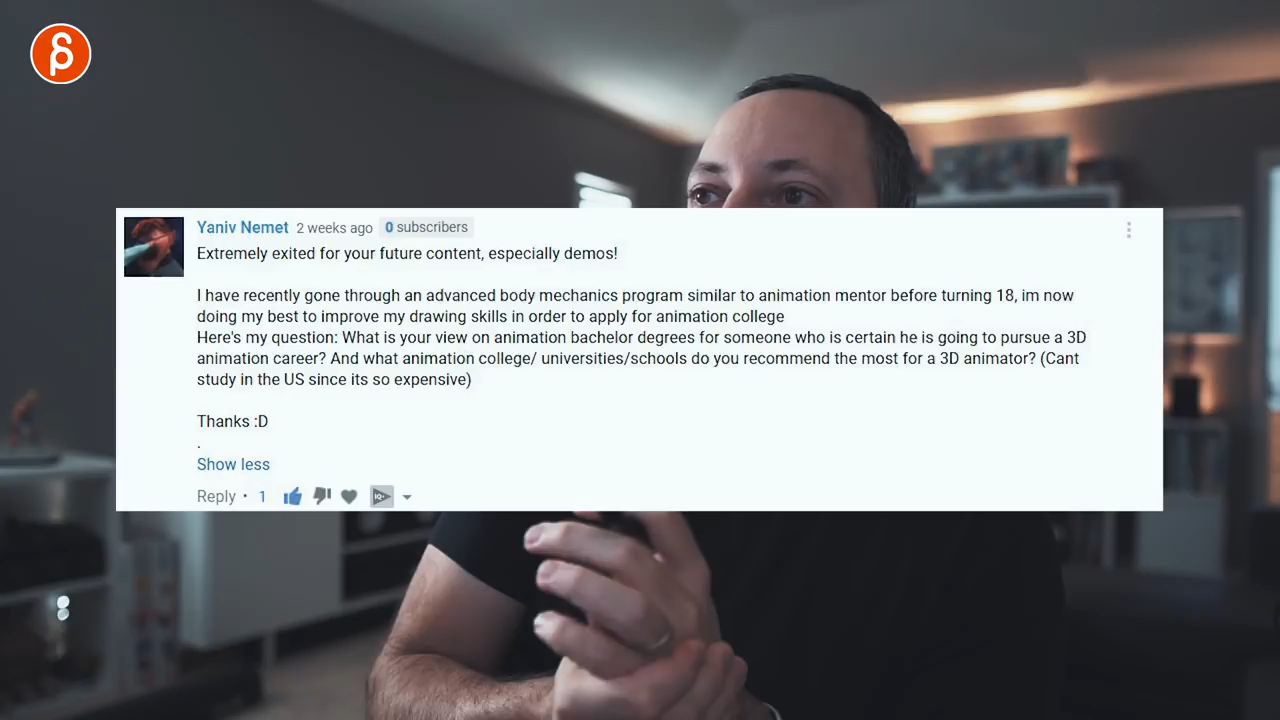 Yaniv Nemet 2 weeks ago 0 subscribers
Extremely exited for your future content, especially demos!
I have recently gone through an advanced body mechanics program similar to animation mentor before turning 18, im now
doing my best to improve my drawing skills in order to apply for animation college
Here's my question: What is your view on animation bachelor degrees for someone who is certain he is going to pursue a 3D
animation career? And what animation college/ universities/schools do you recommend the most for a 3D animator? (Cant
study in the US since its so expensive)
Thanks :D
.
Show less
Reply • 1